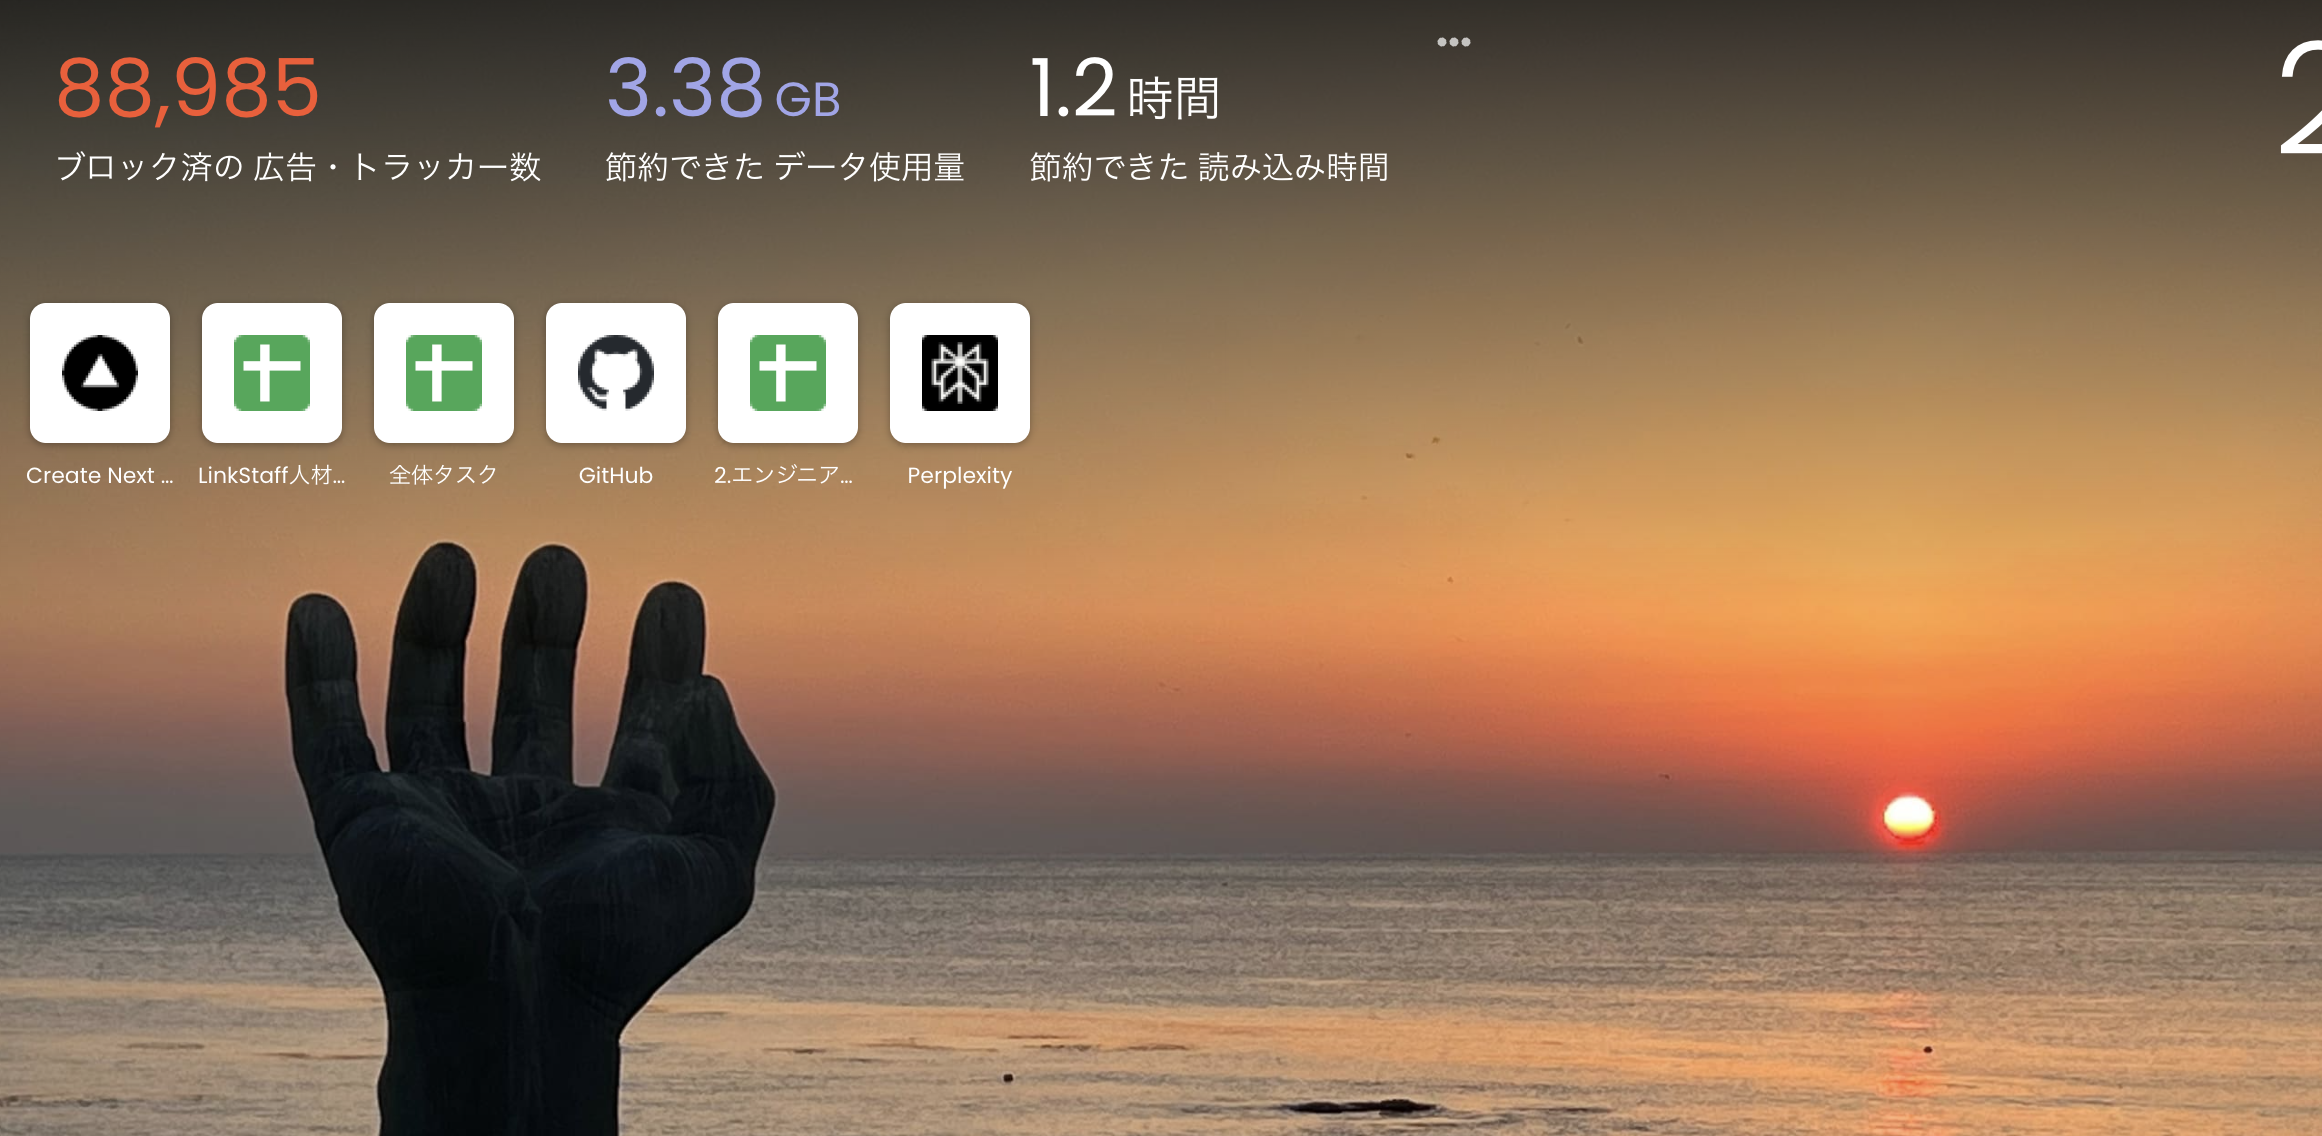 88,985
ブロック済の 広告・トラッカー数
3.38 GB
節約できた データ使用量
1.2 時間
節約できた 読み込み時間
2
Create Next ...
LinkStaff人材...
全体タスク
GitHub
2.エンジニア...
Perplexity